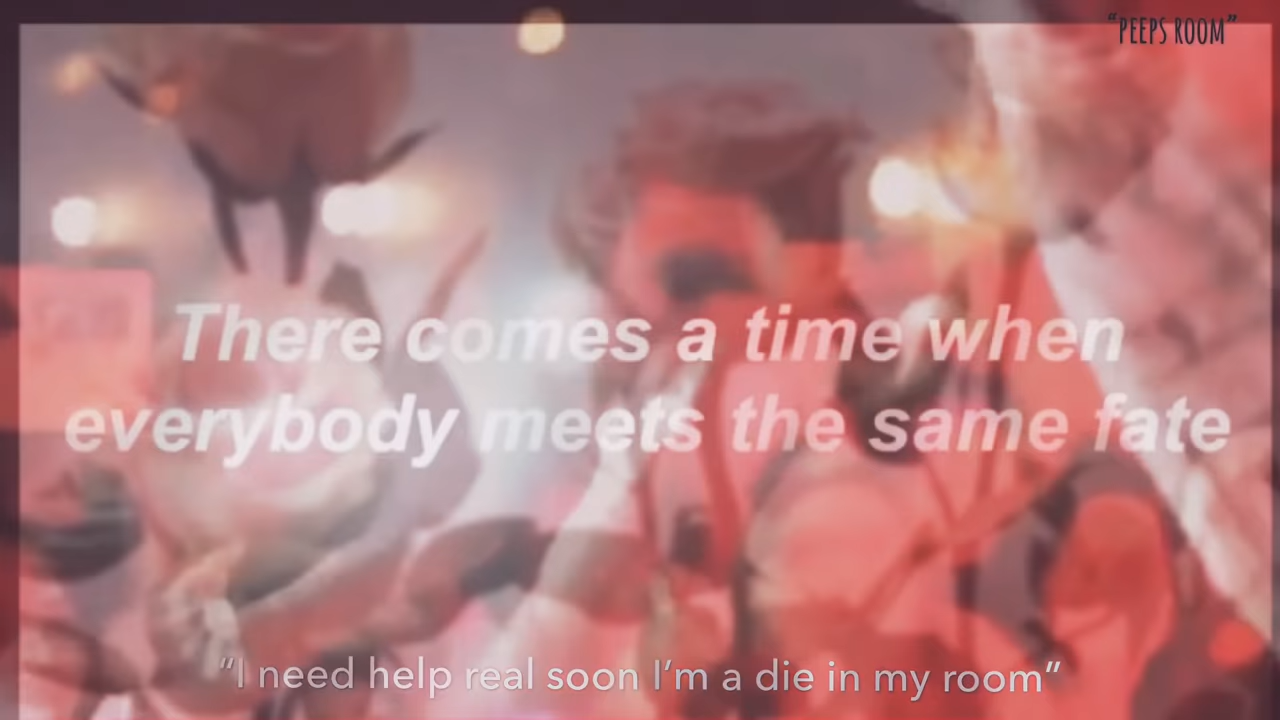 “PEEPS ROOM”
There comes a time when
everybody meets the same fate
“I need help real soon I’m a die in my room”